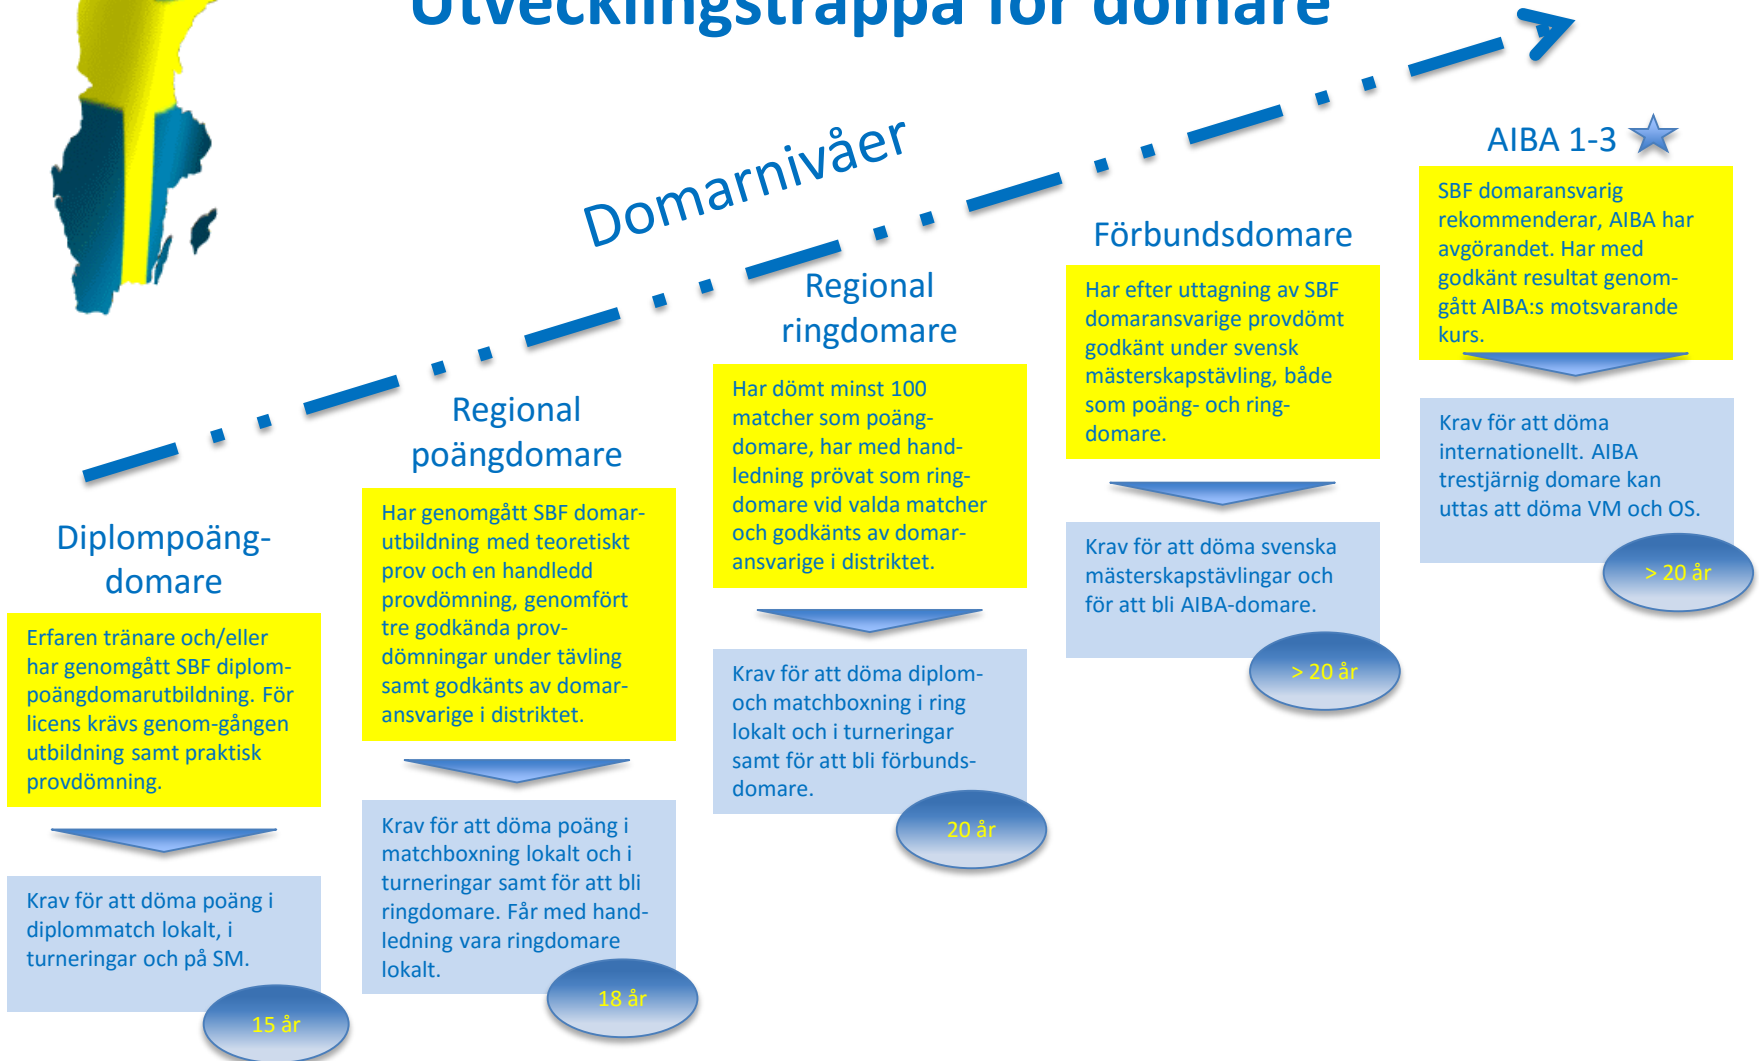 Utvecklingstrappa för domare
Domarnivåer
Diplompoäng-
domare
Erfaren tränare och/eller
har genomgått SBF diplom-
poängdomarutbildning. För
licens krävs genom-gången
utbildning samt praktisk
provdömning.
Krav för att döma poäng i
diplommatch lokalt, i
turneringar och på SM.
15 år
Regional
poängdomare
Har genomgått SBF domar-
utbildning med teoretiskt
prov och en handledd
provdömning, genomfört
tre godkända prov-
dömningar under tävling
samt godkänts av domar-
ansvarige i distriktet.
Krav för att döma poäng i
matchboxning lokalt och i
turneringar samt för att bli
ringdomare. Får med hand-
ledning vara ringdomare
lokalt.
18 år
Regional
ringdomare
Har dömt minst 100
matcher som poäng-
domare, har med hand-
ledning prövat som ring-
domare vid valda matcher
och godkänts av domar-
ansvarige i distriktet.
Krav för att döma diplom-
och matchboxning i ring
lokalt och i turneringar
samt för att bli förbunds-
domare.
20 år
Förbundsdomare
Har efter uttagning av SBF
domaransvarige provdömt
godkänt under svensk
mästerskapstävling, både
som poäng- och ring-
domare.
Krav för att döma svenska
mästerskapstävlingar och
för att bli AIBA-domare.
> 20 år
AIBA 1-3
SBF domaransvarig
rekommenderar, AIBA har
avgörandet. Har med
godkänt resultat genom-
gått AIBA:s motsvarande
kurs.
Krav för att döma
internationellt. AIBA
trestjärnig domare kan
uttas att döma VM och OS.
> 20 år